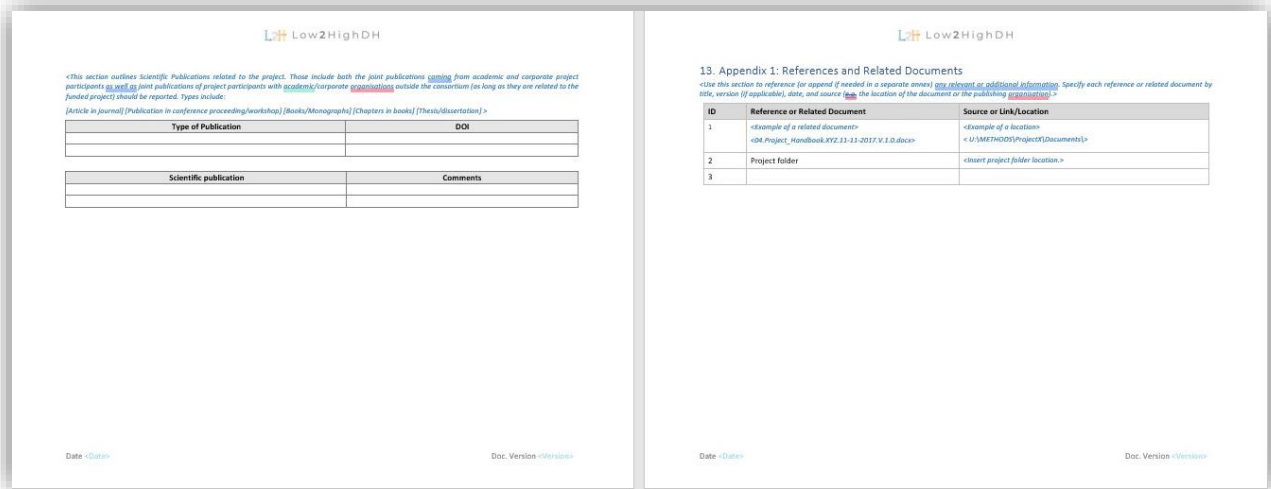 Low2HighDH
<This section outlines Scientific Publications related to the project. Those include both the joint publications coming from academic and corporate project
participants as well as joint publications of project participants with academic/corporate organisations outside the consortium (as long as they are related to the
funded project) should be reported. Types include:
[Article in journal] [Publication in conference proceeding/workshop] [Books/Monographs] [Chapters in books] [Thesis/dissertation] >
Type of Publication DOI
Scientific publication Comments
Date <Date> Doc. Version <Version>
Low2HighDH
13. Appendix 1: References and Related Documents
<Use this section to reference (or append if needed in a separate annex) any relevant or additional information. Specify each reference or related document by
title, version (if applicable), date, and source (e.g. the location of the document or the publishing organisation).>
ID Reference or Related Document Source or Link/Location
1 <Example of a related document> <Example of a location>
<04.Project_Handbook.XYZ.11-11-2017.V.1.0.docx> < U:\METHODS\ProjectX\Documents\>
2 Project folder <Insert project folder location.>
3
Date <Date> Doc. Version <Version>